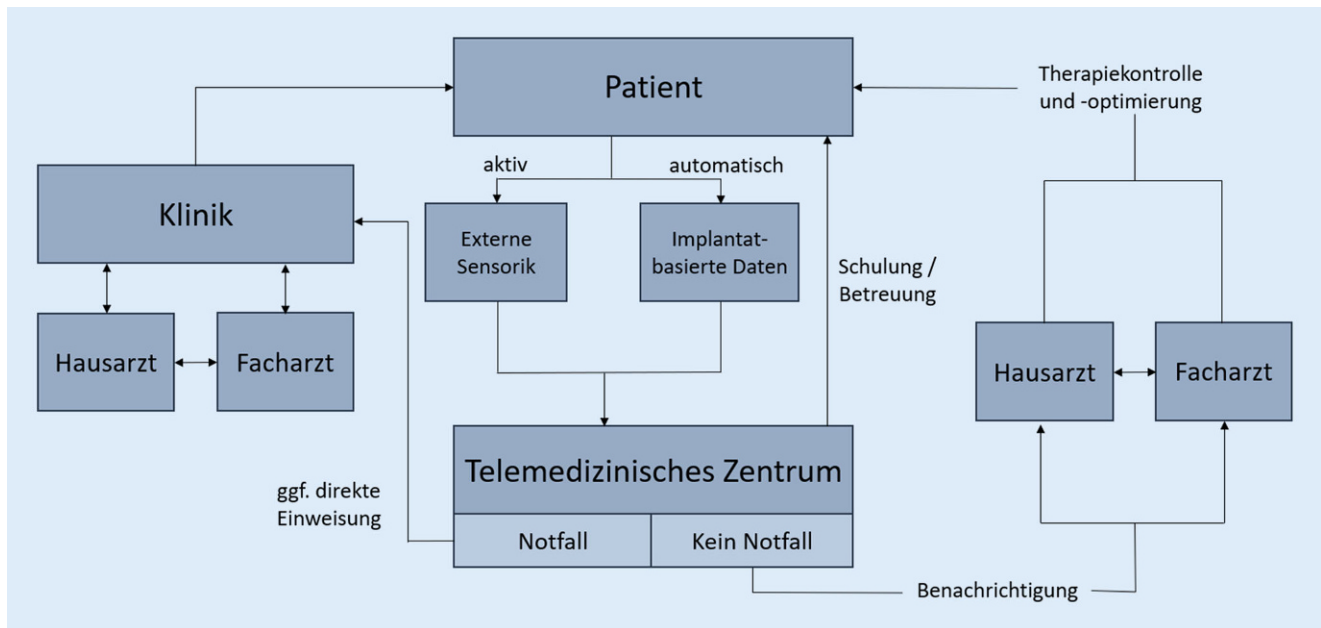 Patient
Therapiekontrolle
und -optimierung
aktiv
automatisch
Klinik
Externe
Sensorik
Implantat-
basierte Daten
Schulung /
Betreuung
Hausarzt
Facharzt
Hausarzt
Facharzt
Telemedizinisches Zentrum
ggf. direkte
Einweisung
Notfall
Kein Notfall
Benachrichtigung